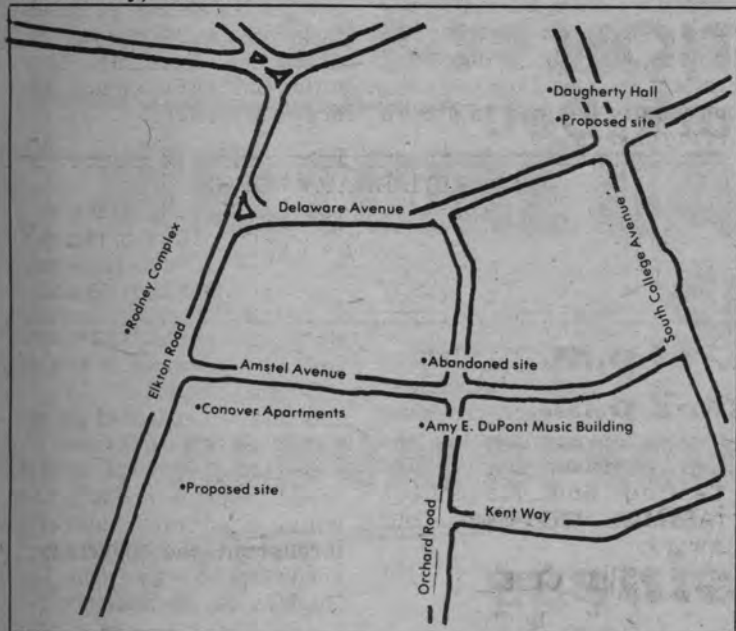 Daugherty Hall
Proposed site
Delaware Avenue
South College Avenue
Rodney Complex
Elkton Road
Amstel Avenue
Abandoned site
Conover Apartments
Amy E. DuPont Music Building
Proposed site
Kent Way
Orchard Road